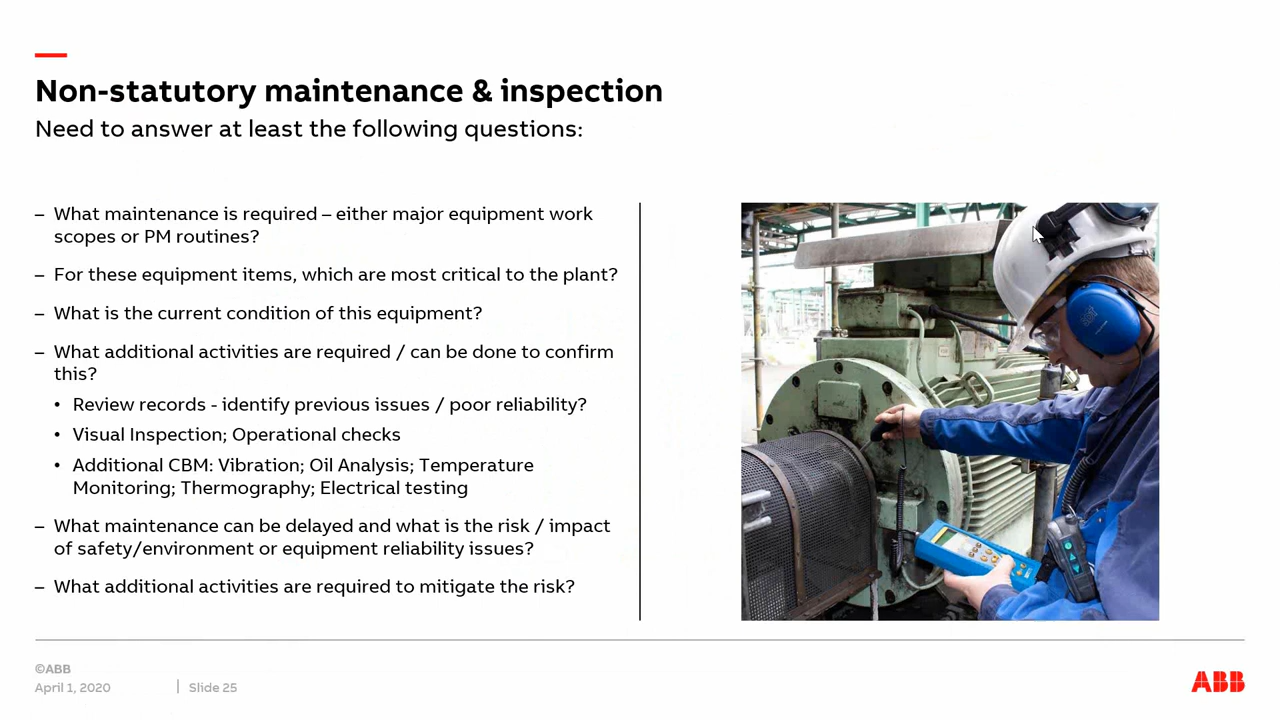 Non-statutory maintenance & inspection
Need to answer at least the following questions:
– What maintenance is required – either major equipment work
scopes or PM routines?
– For these equipment items, which are most critical to the plant?
– What is the current condition of this equipment?
– What additional activities are required / can be done to confirm
this?
• Review records - identify previous issues / poor reliability?
• Visual Inspection; Operational checks
• Additional CBM: Vibration; Oil Analysis; Temperature
Monitoring; Thermography; Electrical testing
– What maintenance can be delayed and what is the risk / impact
of safety/environment or equipment reliability issues?
– What additional activities are required to mitigate the risk?
©ABB
April 1, 2020 | Slide 25
ABB